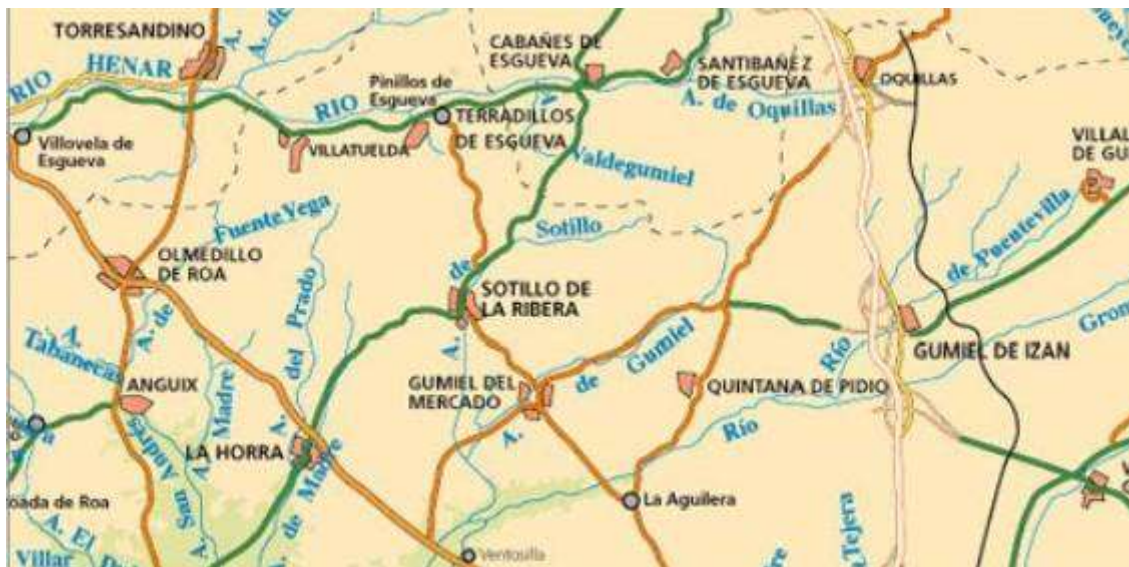 TORRESANDINO
A. de
A. de
RIO HENAR
CABAÑES DE
ESGUEVA
SANTIBAÑEZ
DE ESGUEVA
OQUILLAS
A. de Oquillas
Pinillos de
Esgueva
RIO
TERRADILLOS
DE ESGUEVA
Villovela de
Esgueva
VILLATUELDA
Valdegumiel
VILLAL
DE GU
Fuente Vega
Sotillo
de Puentevilla
OLMEDILLO
DE ROA
A. de
del Prado
A.
de
SOTILLO DE
LA RIBERA
A.
A.
Tabanecas
Río
Gron
GUMIEL DE IZAN
de Gumiel
A.
ANGUIX
GUMIEL DEL
MERCADO
QUINTANA DE PIDIO
A. Madre
Río
LA HORRA
A. de Madre
A. San Andres
oada de Roa
La Aguilera
A. El
Villar
Ventosilla
Tejera